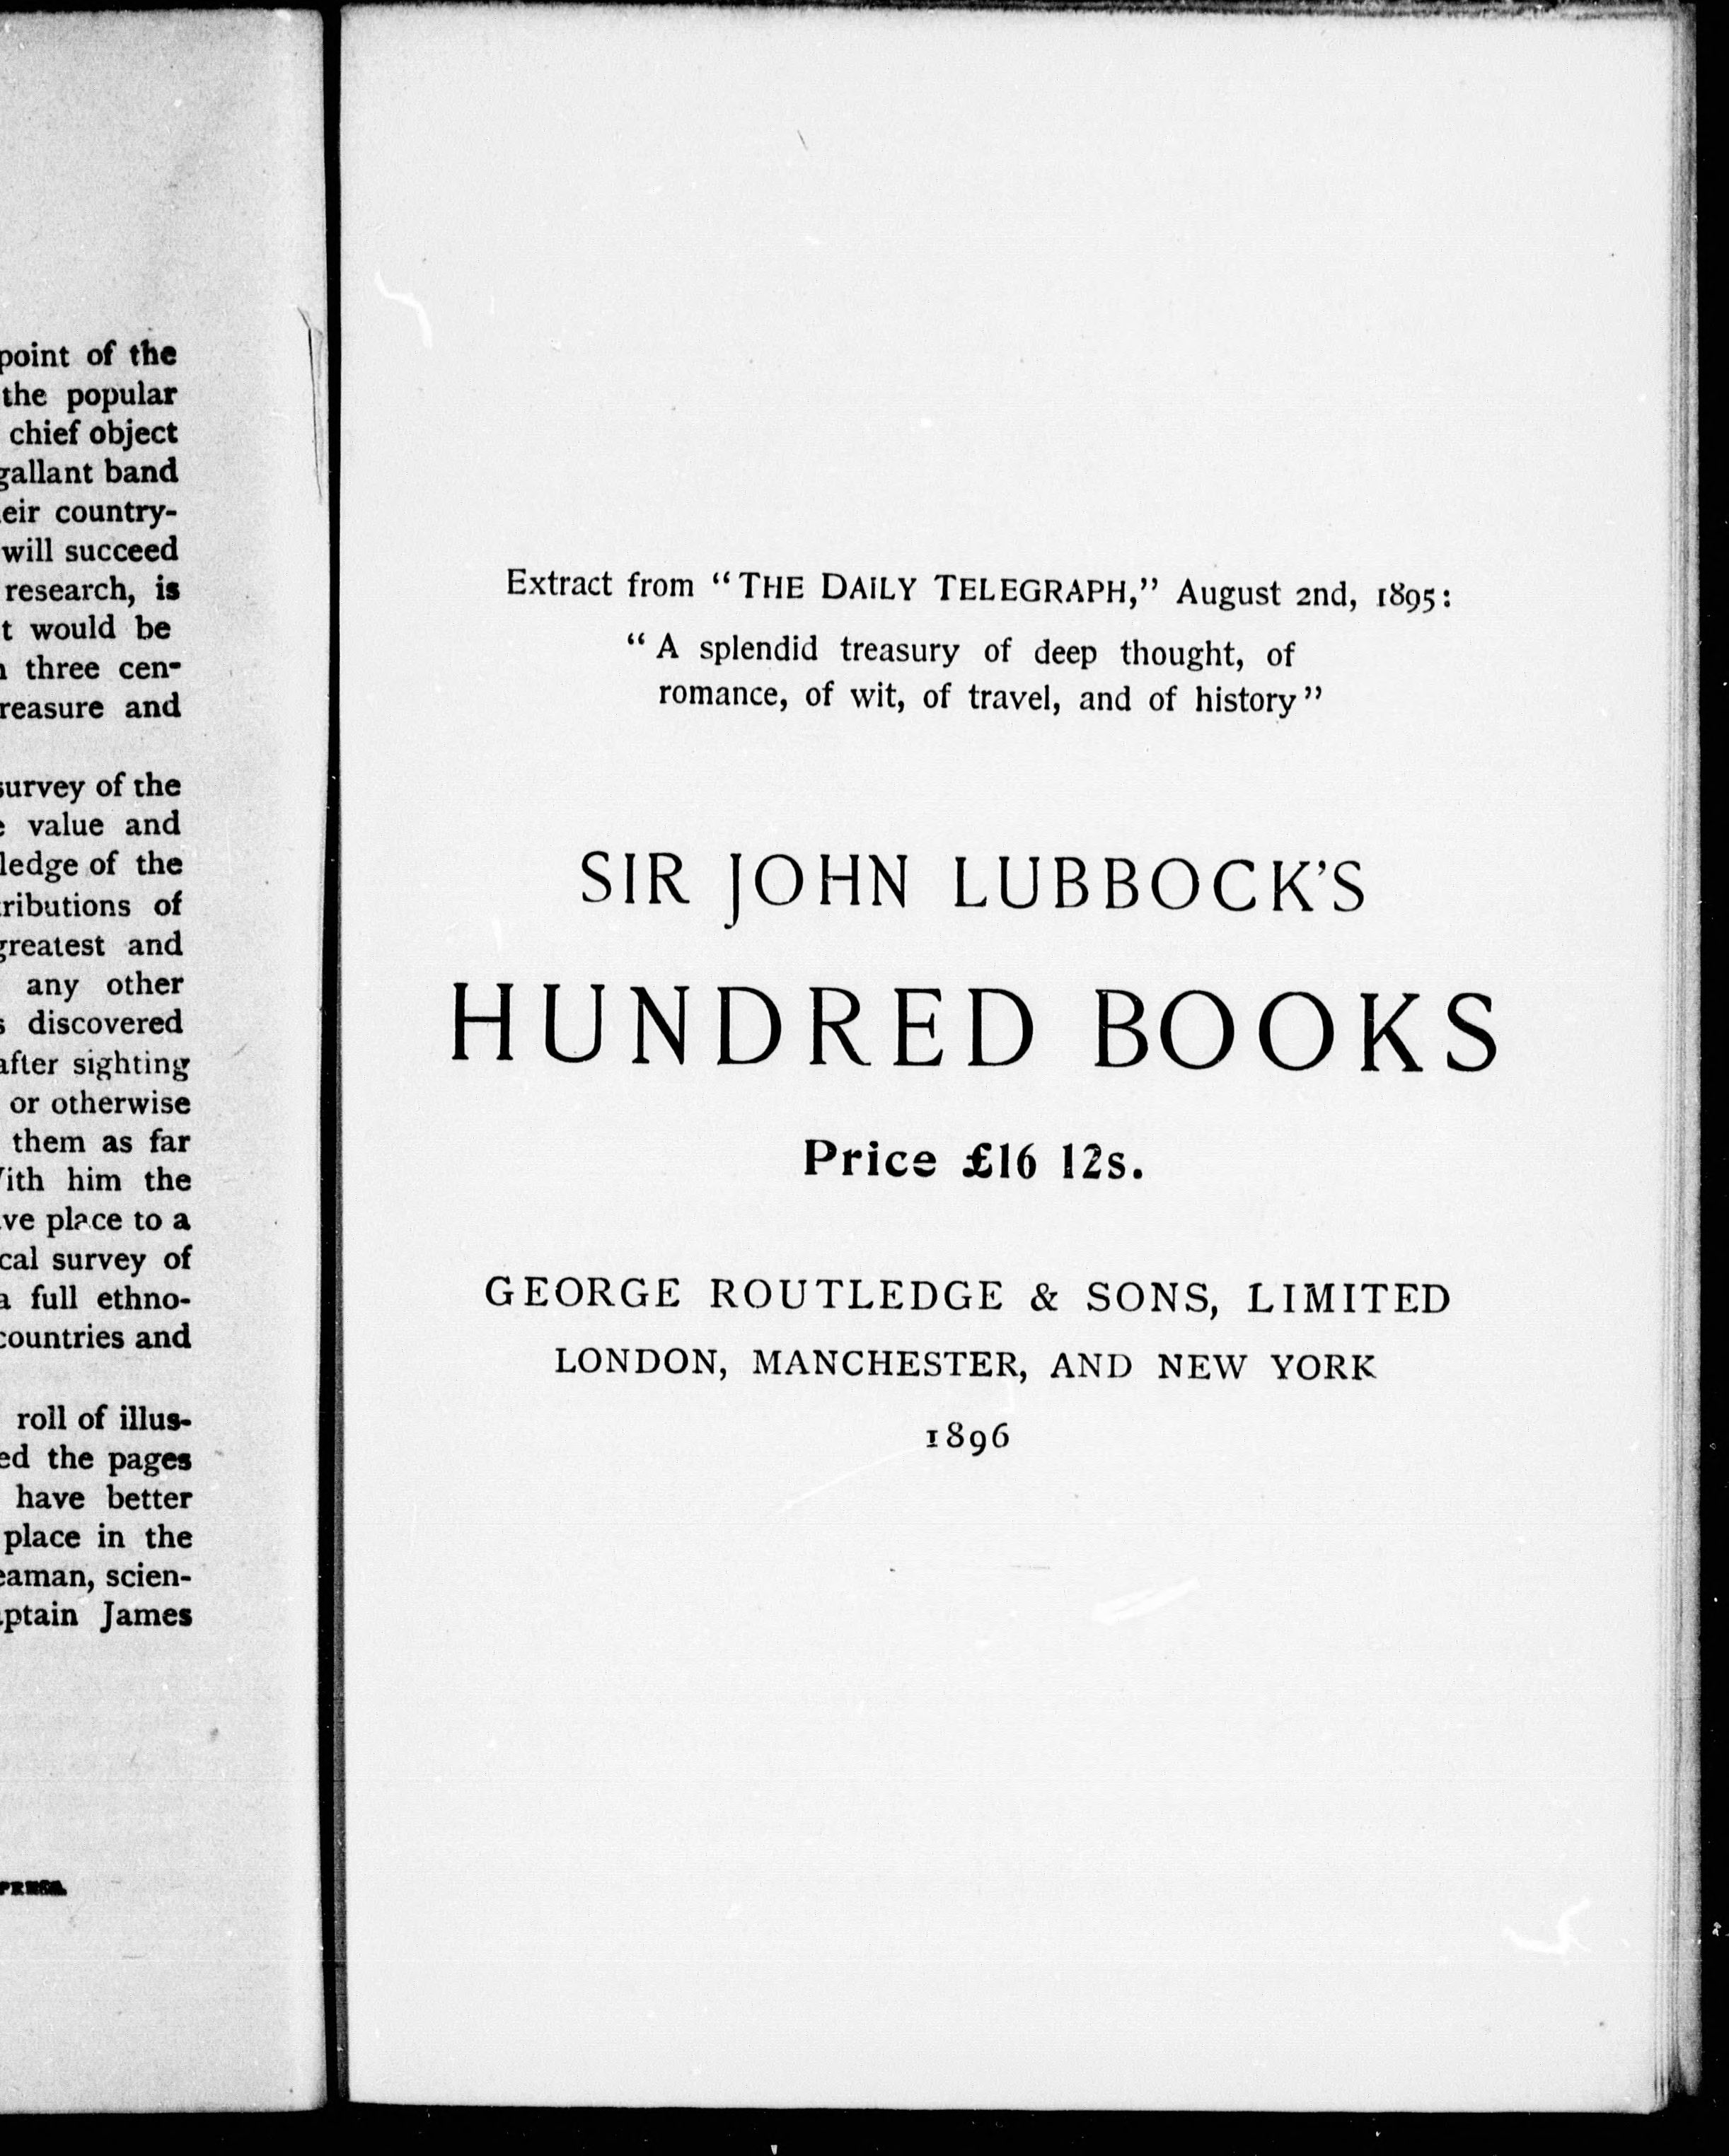 point of the
the popular
chief object
gallant band
eir country-
will succeed
research, is
t would be
three cen-
reasure and
survey of the
value and
ledge of the
ributions of
greatest and
any other
discovered
after sighting
or otherwise
them as far
ith him the
ve place to a
cal survey of
a full ethno-
countries and
roll of illus-
ed the pages
have better
place in the
eaman, scien-
ptain James
PRESS.
Extract from “THE DAILY TELEGRAPH,” August 2nd, 1895:
“A splendid treasury of deep thought, of
romance, of wit, of travel, and of history”
SIR JOHN LUBBOCK’S
HUNDRED BOOKS
Price £16 12s.
GEORGE ROUTLEDGE & SONS, LIMITED
LONDON, MANCHESTER, AND NEW YORK
1896